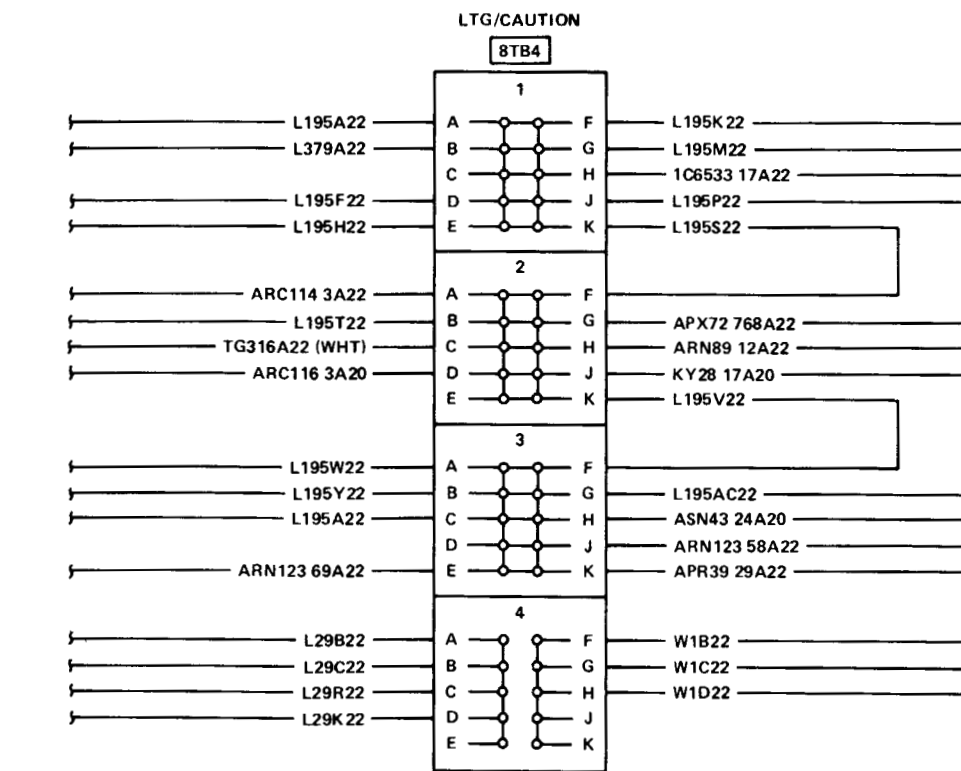 LTG/CAUTION
8TB4
1
L195A22 A F L195K22
L379A22 B G L195M22
C H 1C6533 17A22
L195F22 D J L195P22
L195H22 E K L195S22
2
ARC114 3A22 A F
L195T22 B G APX72 768A22
TG316A22 (WHT) C H ARN89 12A22
ARC116 3A20 D J KY28 17A20
E K L195V22
3
L195W22 A F
L195Y22 B G L195AC22
L195A22 C H ASN43 24A20
D J ARN123 58A22
ARN123 69A22 E K APR39 29A22
4
L29B22 A F W1B22
L29C22 B G W1C22
L29R22 C H W1D22
L29K22 D J
E K